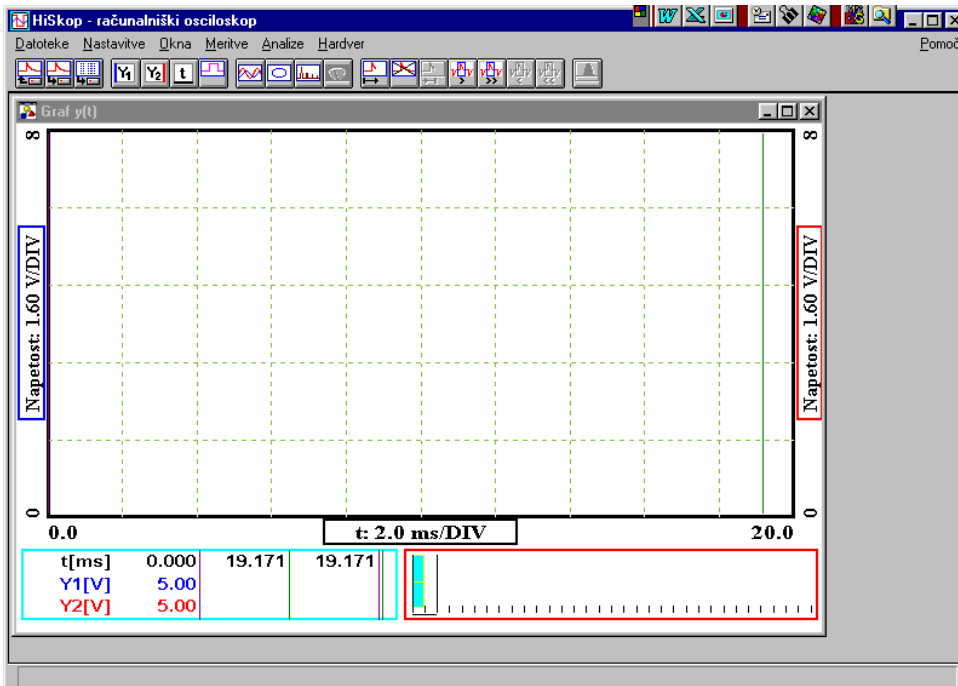 HiSkop - računalniški osciloskop
Datoteke Nastavitve Okna Meritve Analize Hardver Pomoč
Y1 Y2 t
Graf y(t)
8 8
Napetost: 1.60 V/DIV
Napetost: 1.60 V/DIV
0 0
0.0 t: 2.0 ms/DIV 20.0
t[ms] 0.000 19.171 19.171
Y1[V] 5.00
Y2[V] 5.00